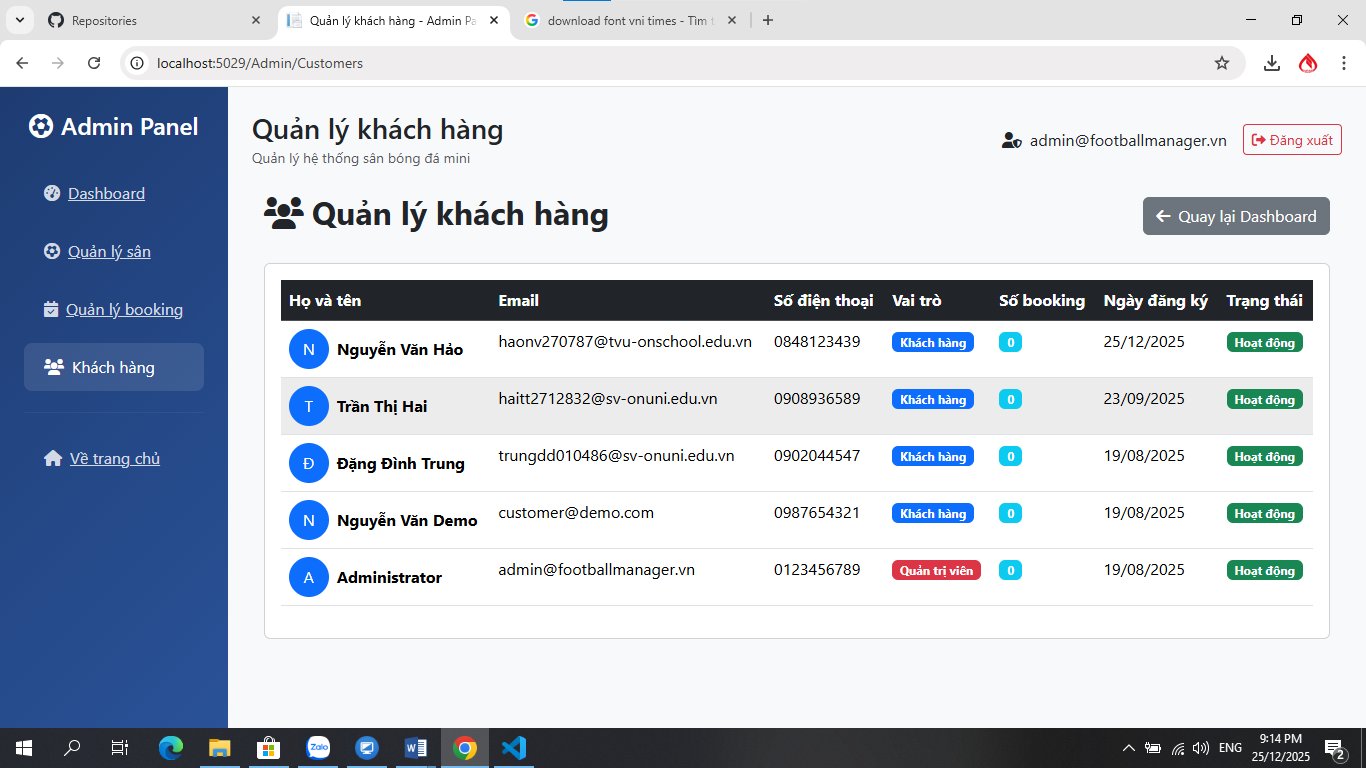 Repositories
Quản lý khách hàng - Admin Pa
download font vni times - Tìm t
localhost:5029/Admin/Customers
Admin Panel
Dashboard
Quản lý sân
Quản lý booking
Khách hàng
Về trang chủ
Quản lý khách hàng
Quản lý hệ thống sân bóng đá mini
admin@footballmanager.vn
Đăng xuất
Quản lý khách hàng
Quay lại Dashboard
Họ và tên Email Số điện thoại Vai trò Số booking Ngày đăng ký Trạng thái
N Nguyễn Văn Hảo haonv270787@tvu-onschool.edu.vn 0848123439 Khách hàng 0 25/12/2025 Hoạt động
T Trần Thị Hai haitt2712832@sv-onuni.edu.vn 0908936589 Khách hàng 0 23/09/2025 Hoạt động
Đ Đặng Đình Trung trungdd010486@sv-onuni.edu.vn 0902044547 Khách hàng 0 19/08/2025 Hoạt động
N Nguyễn Văn Demo customer@demo.com 0987654321 Khách hàng 0 19/08/2025 Hoạt động
A Administrator admin@footballmanager.vn 0123456789 Quản trị viên 0 19/08/2025 Hoạt động
Zalo
ENG
9:14 PM
25/12/2025
2